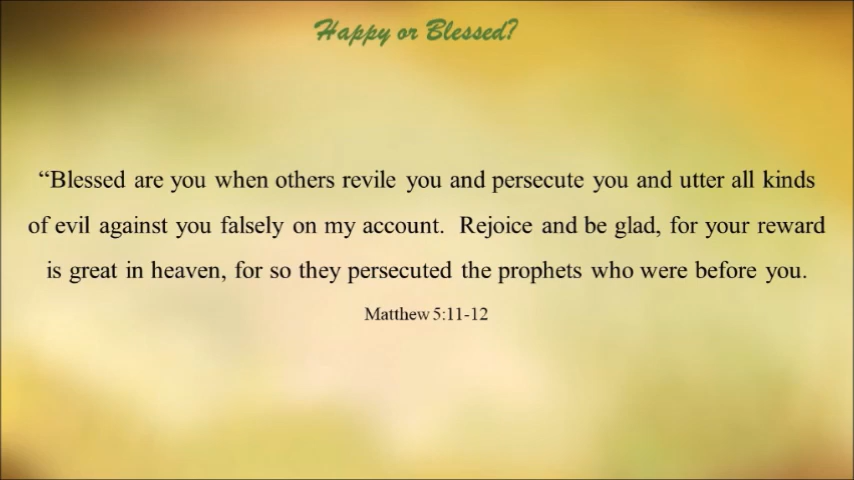 Happy or Blessed?
“Blessed are you when others revile you and persecute you and utter all kinds
of evil against you falsely on my account.  Rejoice and be glad, for your reward
is great in heaven, for so they persecuted the prophets who were before you.
Matthew 5:11-12